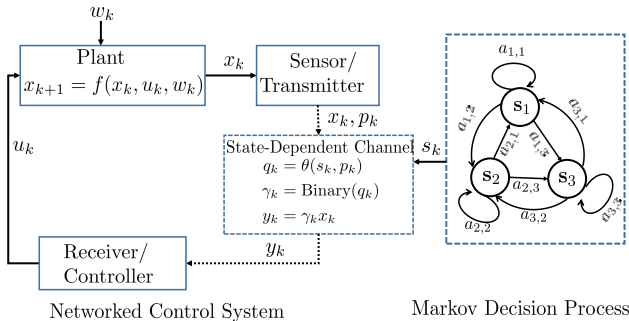 w_k
Plant
x_{k+1} = f(x_k, u_k, w_k)
x_k
Sensor/
Transmitter
x_k, p_k
u_k
State-Dependent Channel
q_k = θ(s_k, p_k)
γ_k = Binary(q_k)
y_k = γ_k x_k
s_k
y_k
Receiver/
Controller
Networked Control System
a_{1,1}
s_1
a_{1,2}
a_{2,1}
a_{1,3}
a_{3,1}
s_2
a_{2,3}
s_3
a_{2,2}
a_{3,2}
a_{3,3}
Markov Decision Process